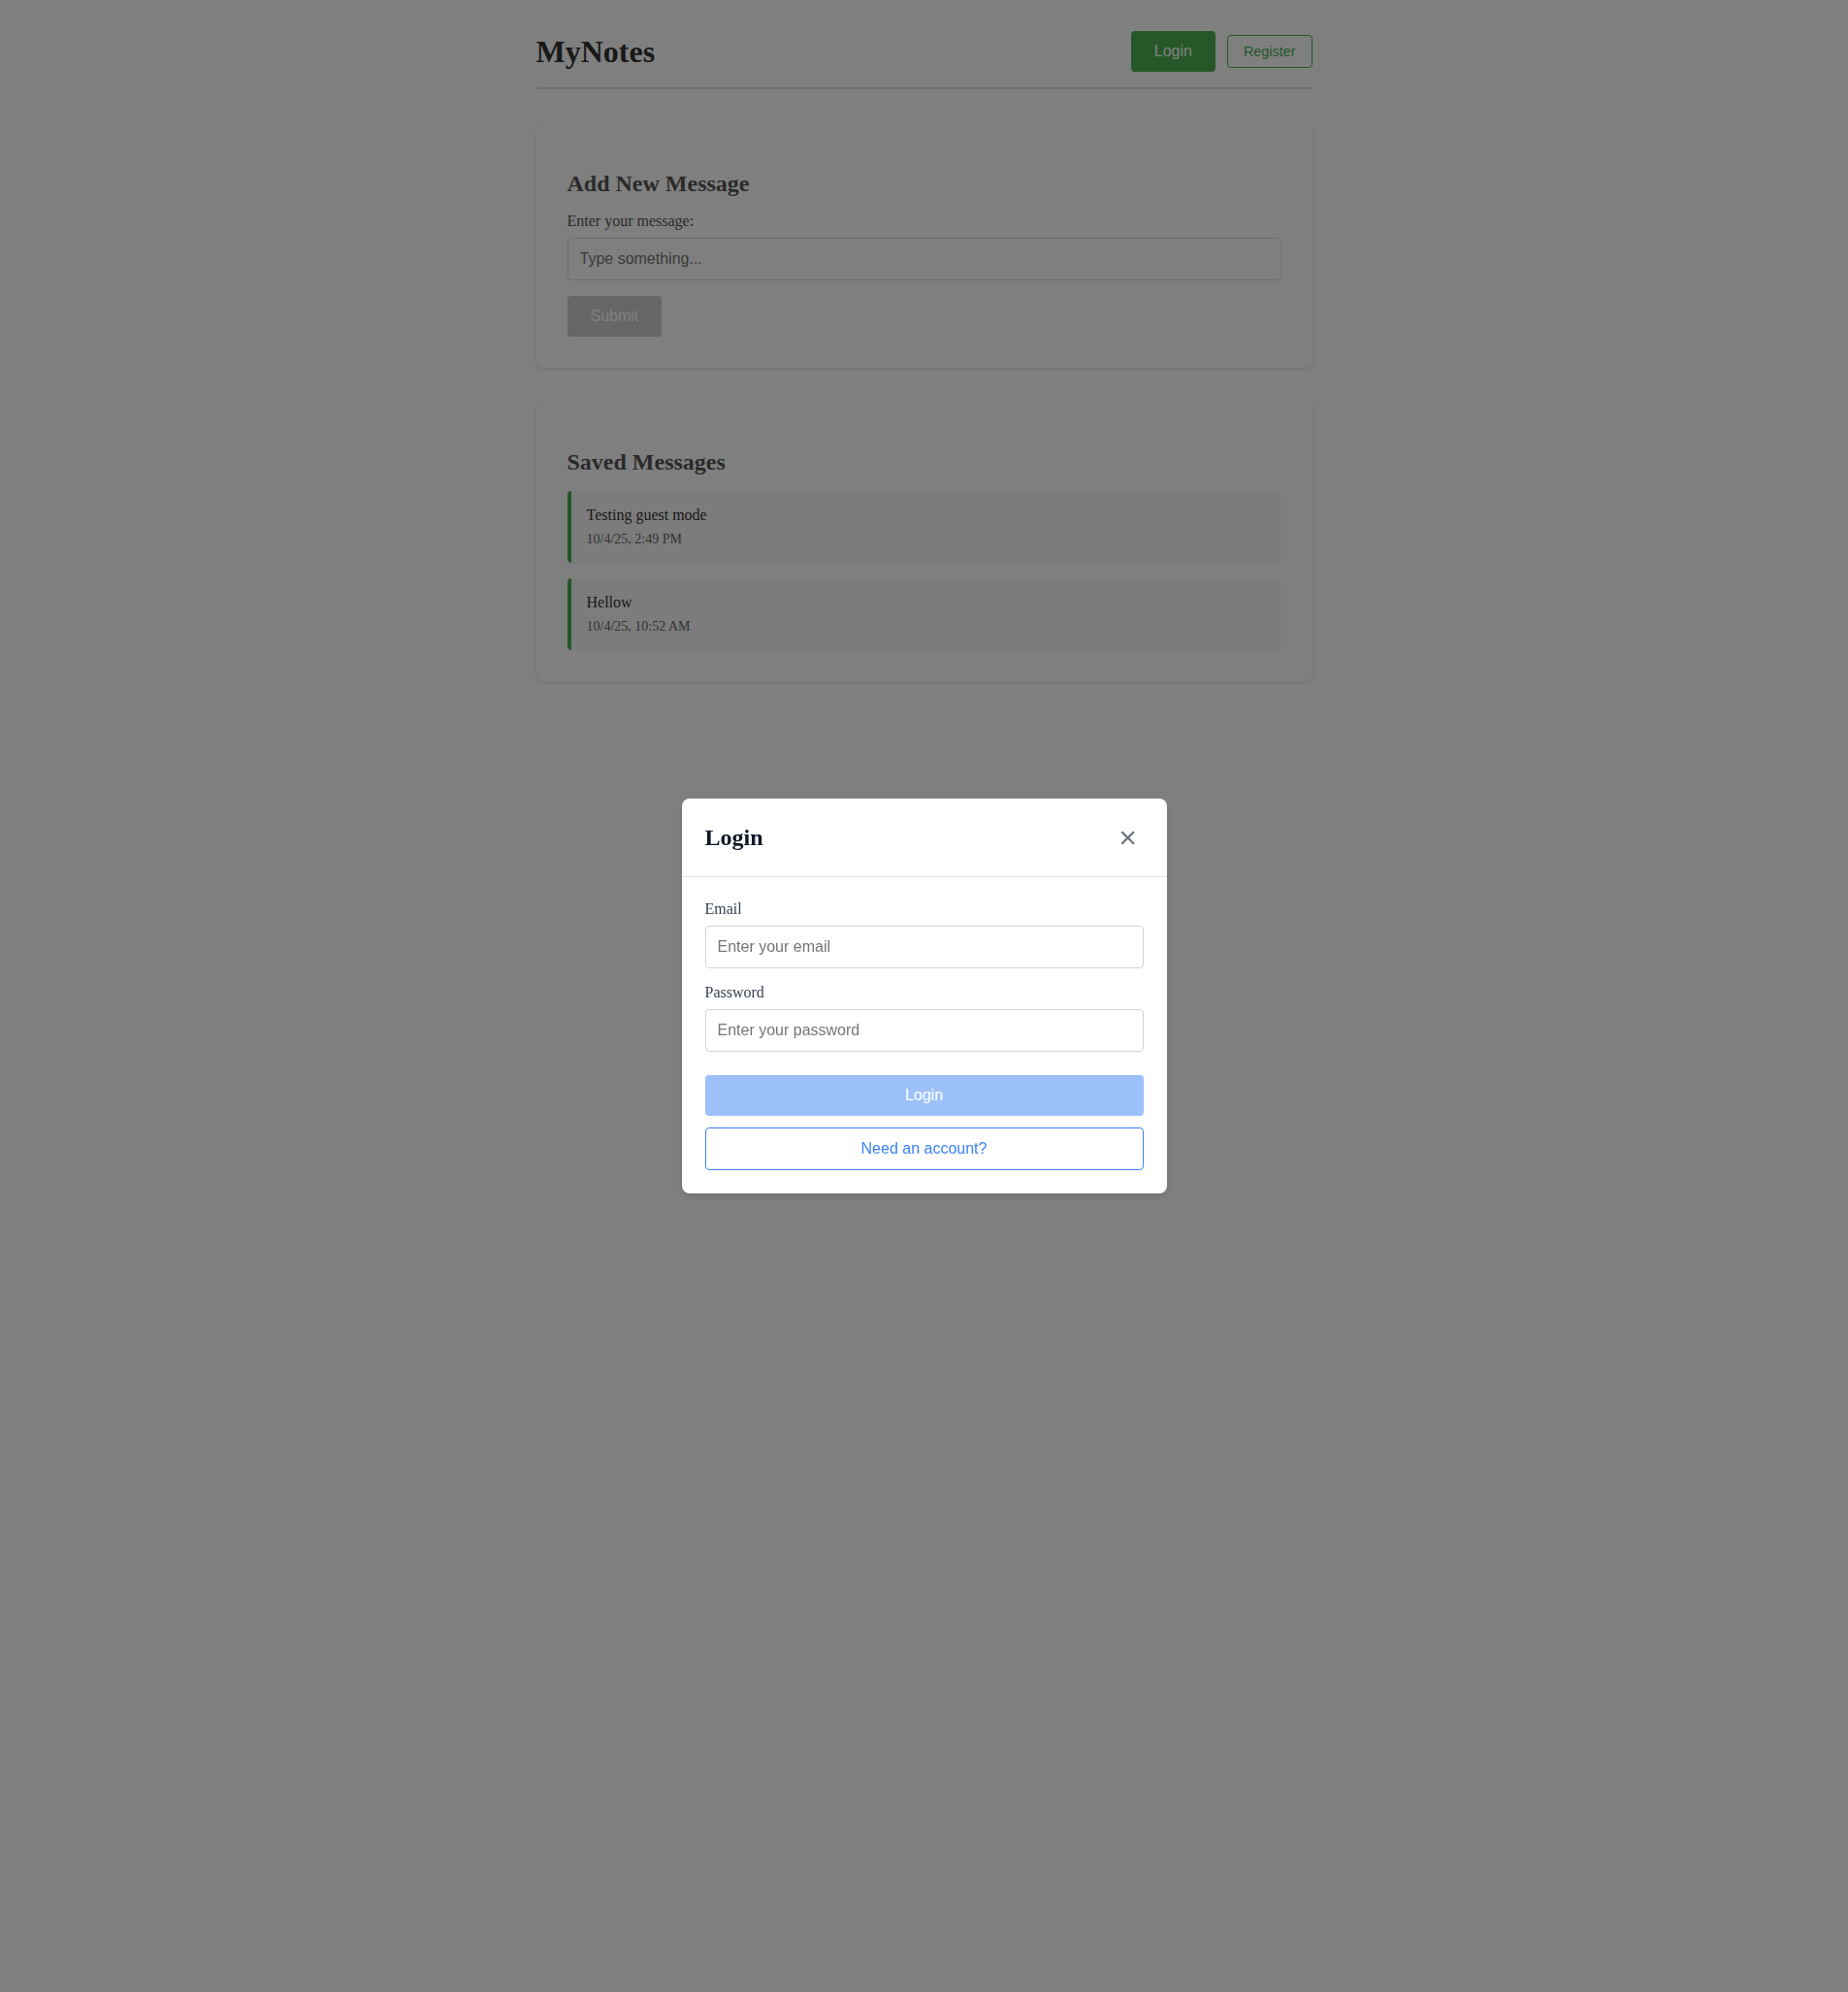 MyNotes
Login
Register
Add New Message
Enter your message:
Type something...
Submit
Saved Messages
Testing guest mode
10/4/25, 2:49 PM
Hellow
10/4/25, 10:52 AM
Login
Email
Enter your email
Password
Enter your password
Login
Need an account?